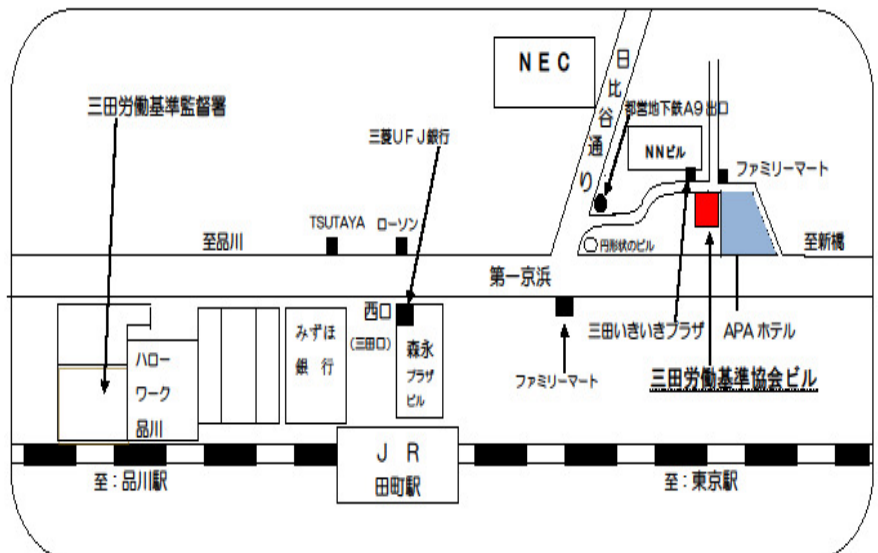 NEC
日比谷通り
三田労働基準監督署
都営地下鉄A9出口
三菱UFJ銀行
NNビル
ファミリーマート
TSUTAYA
ローソン
至品川
円形状のビル
至新橋
第一京浜
西口
(三田口)
みずほ
銀行
森永
プラザ
ビル
三田いきいきプラザ
APAホテル
ハロー
ワーク
品川
ファミリーマート
三田労働基準協会ビル
JR
田町駅
至:品川駅
至:東京駅